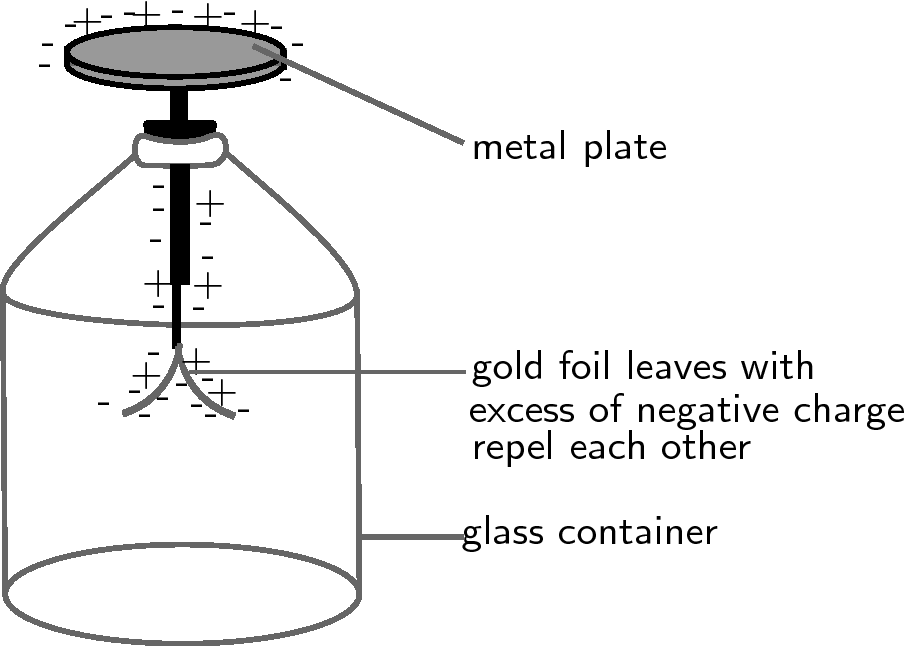 metal plate
gold foil leaves with
excess of negative charge
repel each other
glass container